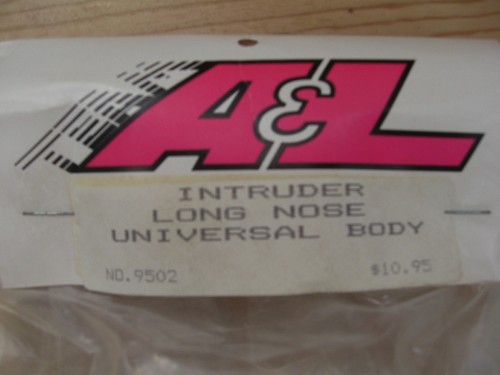 A&L
INTRUDER
LONG NOSE
UNIVERSAL BODY
NO.9502 $10.95